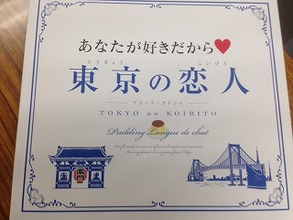 あなたが好きだから♥
とうきょう こいびと
東京の恋人
プリンラングドシャ
TOKYO no KOIBITO
Pudding Langue de chat